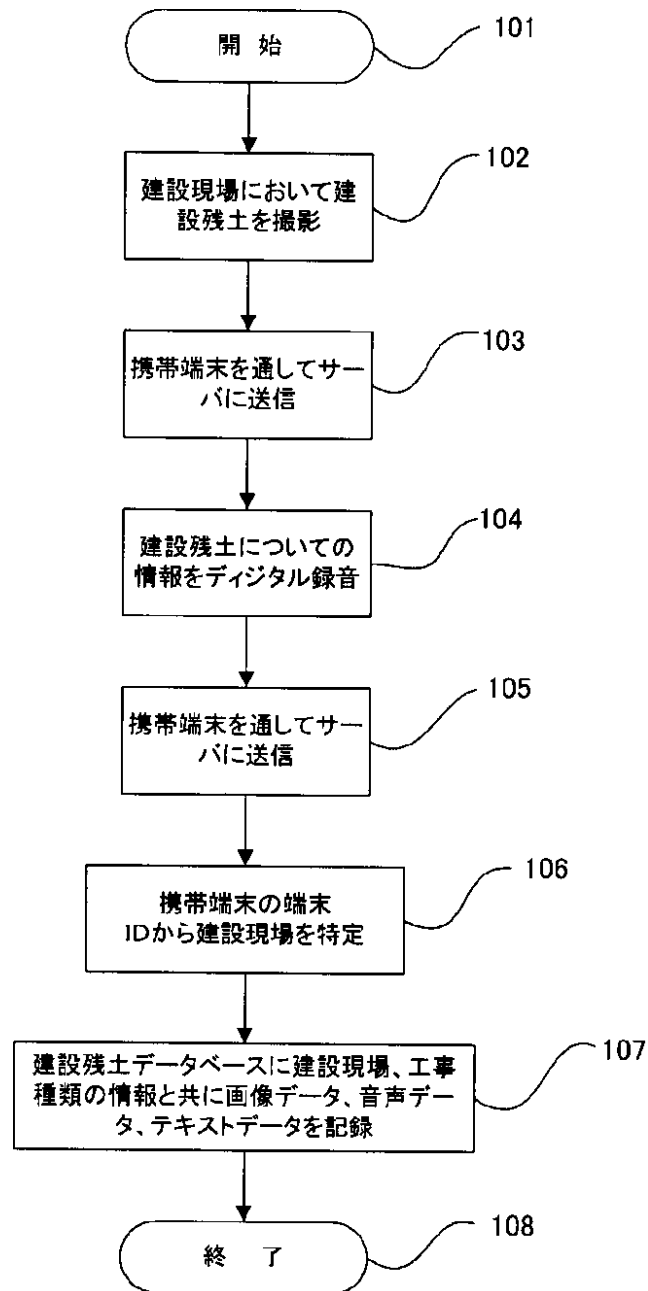 開 始
101
建設現場において建
設残土を撮影
102
携帯端末を通してサー
バに送信
103
建設残土についての
情報をディジタル録音
104
携帯端末を通してサー
バに送信
105
携帯端末の端末
IDから建設現場を特定
106
建設残土データベースに建設現場、工事
種類の情報と共に画像データ、音声デー
タ、テキストデータを記録
107
終 了
108